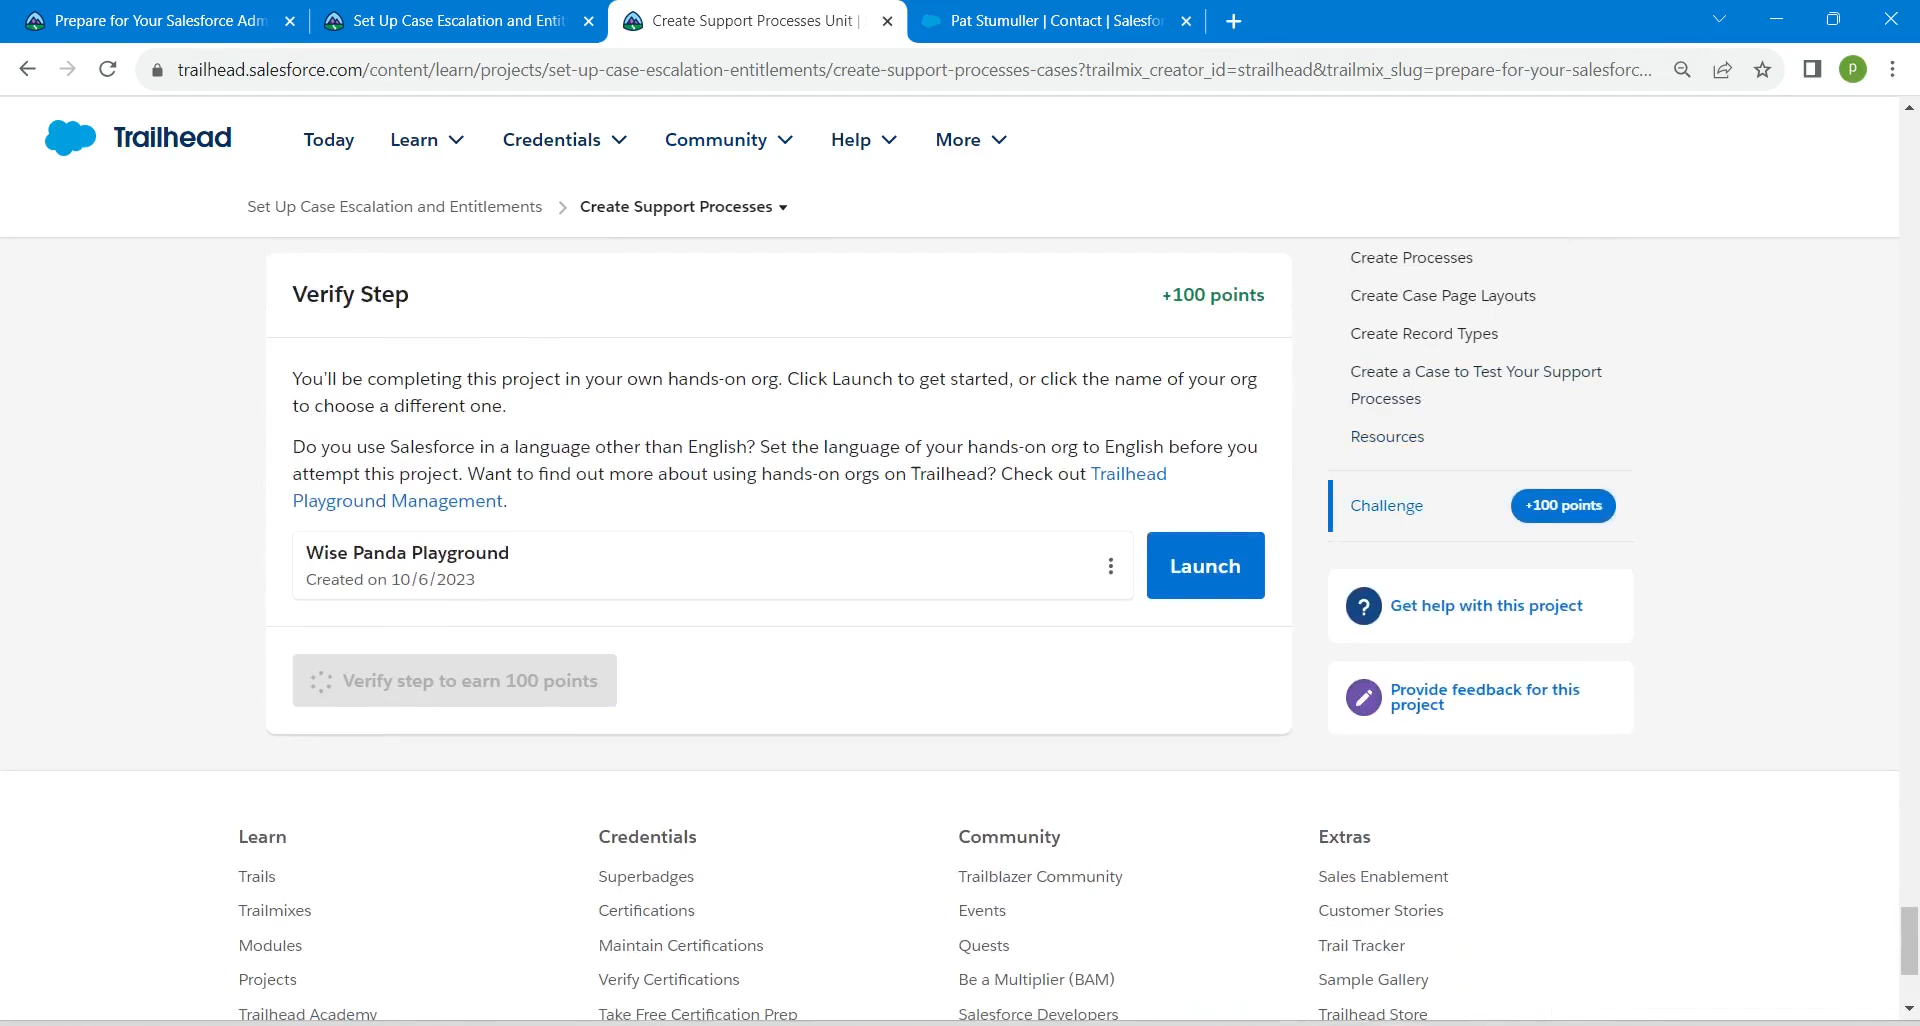 Prepare for Your Salesforce Adm
Set Up Case Escalation and Entit
Create Support Processes Unit |
Pat Stumuller | Contact | Salesfor
trailhead.salesforce.com/content/learn/projects/set-up-case-escalation-entitlements/create-support-processes-cases?trailmix_creator_id=strailhead&trailmix_slug=prepare-for-your-salesforc...
P
Trailhead
Today
Learn
Credentials
Community
Help
More
Set Up Case Escalation and Entitlements
Create Support Processes
Verify Step
+100 points
You'll be completing this project in your own hands-on org. Click Launch to get started, or click the name of your org
to choose a different one.
Do you use Salesforce in a language other than English? Set the language of your hands-on org to English before you
attempt this project. Want to find out more about using hands-on orgs on Trailhead? Check out Trailhead
Playground Management.
Wise Panda Playground
Created on 10/6/2023
Launch
Verify step to earn 100 points
Create Processes
Create Case Page Layouts
Create Record Types
Create a Case to Test Your Support
Processes
Resources
Challenge
+100 points
?
Get help with this project
Provide feedback for this
project
Learn
Trails
Trailmixes
Modules
Projects
Trailhead Academy
Credentials
Superbadges
Certifications
Maintain Certifications
Verify Certifications
Take Free Certification Prep
Community
Trailblazer Community
Events
Quests
Be a Multiplier (BAM)
Salesforce Developers
Extras
Sales Enablement
Customer Stories
Trail Tracker
Sample Gallery
Trailhead Store